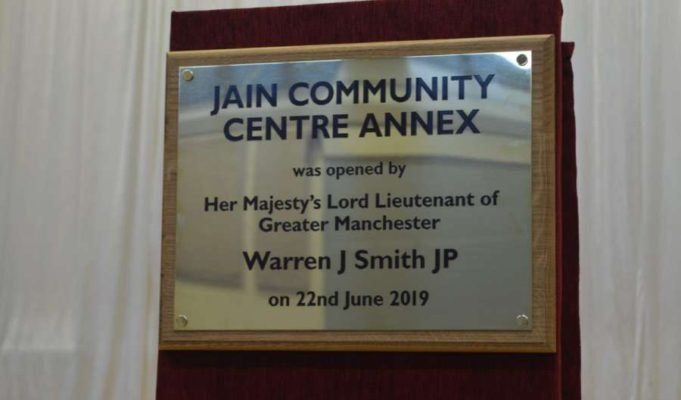 JAIN COMMUNITY
CENTRE ANNEX
was opened by
Her Majesty's Lord Lieutenant of
Greater Manchester
Warren J Smith JP
on 22nd June 2019